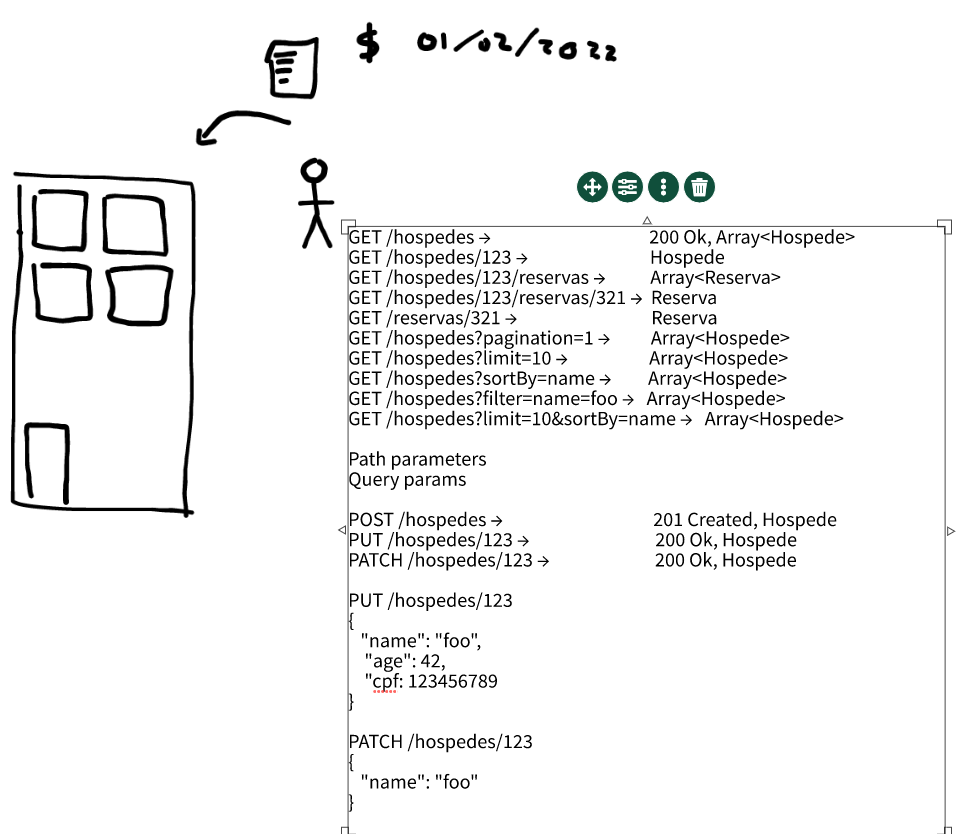 $ 01/02/2022
GET /hospedes → 200 Ok, Array<Hospede>
GET /hospedes/123 → Hospede
GET /hospedes/123/reservas → Array<Reserva>
GET /hospedes/123/reservas/321 → Reserva
GET /reservas/321 → Reserva
GET /hospedes?pagination=1 → Array<Hospede>
GET /hospedes?limit=10 → Array<Hospede>
GET /hospedes?sortBy=name → Array<Hospede>
GET /hospedes?filter=name=foo → Array<Hospede>
GET /hospedes?limit=10&sortBy=name → Array<Hospede>
Path parameters
Query params
POST /hospedes → 201 Created, Hospede
PUT /hospedes/123 → 200 Ok, Hospede
PATCH /hospedes/123 → 200 Ok, Hospede
PUT /hospedes/123
{
"name": "foo",
"age": 42,
"cpf: 123456789
}
PATCH /hospedes/123
{
"name": "foo"
}